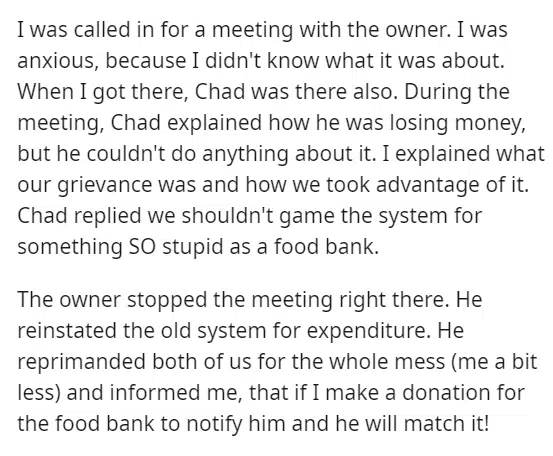 I was called in for a meeting with the owner. I was
anxious, because I didn't know what it was about.
When I got there, Chad was there also. During the
meeting, Chad explained how he was losing money,
but he couldn't do anything about it. I explained what
our grievance was and how we took advantage of it.
Chad replied we shouldn't game the system for
something SO stupid as a food bank.
The owner stopped the meeting right there. He
reinstated the old system for expenditure. He
reprimanded both of us for the whole mess (me a bit
less) and informed me, that if I make a donation for
the food bank to notify him and he will match it!